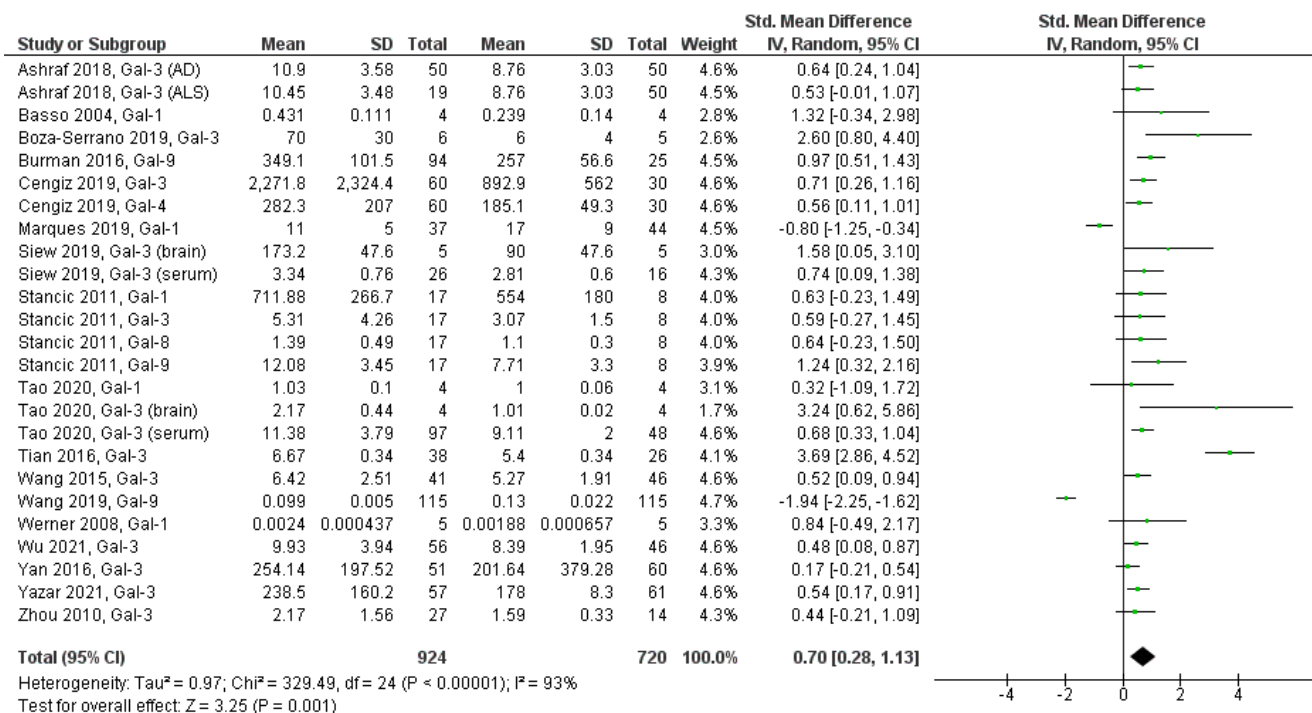 Std. Mean Difference Std. Mean Difference
Study or Subgroup Mean SD Total Mean SD Total Weight IV, Random, 95% CI IV, Random, 95% CI
Ashraf 2018, Gal-3 (AD) 10.9 3.58 50 8.76 3.03 50 4.6% 0.64 [0.24, 1.04]
Ashraf 2018, Gal-3 (ALS) 10.45 3.48 19 8.76 3.03 50 4.5% 0.53 [-0.01, 1.07]
Basso 2004, Gal-1 0.431 0.111 4 0.239 0.14 4 2.8% 1.32 [-0.34, 2.98]
Boza-Serrano 2019, Gal-3 70 30 6 6 4 5 2.6% 2.60 [0.80, 4.40]
Burman 2016, Gal-9 349.1 101.5 94 257 56.6 25 4.5% 0.97 [0.51, 1.43]
Cengiz 2019, Gal-3 2,271.8 2,324.4 60 892.9 562 30 4.6% 0.71 [0.26, 1.16]
Cengiz 2019, Gal-4 282.3 207 60 185.1 49.3 30 4.6% 0.56 [0.11, 1.01]
Marques 2019, Gal-1 11 5 37 17 9 44 4.5% -0.80 [-1.25, -0.34]
Siew 2019, Gal-3 (brain) 173.2 47.6 5 90 47.6 5 3.0% 1.58 [0.05, 3.10]
Siew 2019, Gal-3 (serum) 3.34 0.76 26 2.81 0.6 16 4.3% 0.74 [0.09, 1.38]
Stancic 2011, Gal-1 711.88 266.7 17 554 180 8 4.0% 0.63 [-0.23, 1.49]
Stancic 2011, Gal-3 5.31 4.26 17 3.07 1.5 8 4.0% 0.59 [-0.27, 1.45]
Stancic 2011, Gal-8 1.39 0.49 17 1.1 0.3 8 4.0% 0.64 [-0.23, 1.50]
Stancic 2011, Gal-9 12.08 3.45 17 7.71 3.3 8 3.9% 1.24 [0.32, 2.16]
Tao 2020, Gal-1 1.03 0.1 4 1 0.06 4 3.1% 0.32 [-1.09, 1.72]
Tao 2020, Gal-3 (brain) 2.17 0.44 4 1.01 0.02 4 1.7% 3.24 [0.62, 5.86]
Tao 2020, Gal-3 (serum) 11.38 3.79 97 9.11 2 48 4.6% 0.68 [0.33, 1.04]
Tian 2016, Gal-3 6.67 0.34 38 5.4 0.34 26 4.1% 3.69 [2.86, 4.52]
Wang 2015, Gal-3 6.42 2.51 41 5.27 1.91 46 4.6% 0.52 [0.09, 0.94]
Wang 2019, Gal-9 0.099 0.005 115 0.13 0.022 115 4.7% -1.94 [-2.25, -1.62]
Werner 2008, Gal-1 0.0024 0.000437 5 0.00188 0.000657 5 3.3% 0.84 [-0.49, 2.17]
Wu 2021, Gal-3 9.93 3.94 56 8.39 1.95 46 4.6% 0.48 [0.08, 0.87]
Yan 2016, Gal-3 254.14 197.52 51 201.64 379.28 60 4.6% 0.17 [-0.21, 0.54]
Yazar 2021, Gal-3 238.5 160.2 57 178 8.3 61 4.6% 0.54 [0.17, 0.91]
Zhou 2010, Gal-3 2.17 1.56 27 1.59 0.33 14 4.3% 0.44 [-0.21, 1.09]
Total (95% CI) 924 720 100.0% 0.70 [0.28, 1.13]
Heterogeneity: Tau² = 0.97; Chi² = 329.49, df = 24 (P < 0.00001); I² = 93%
Test for overall effect: Z = 3.25 (P = 0.001)
-4 -2 0 2 4